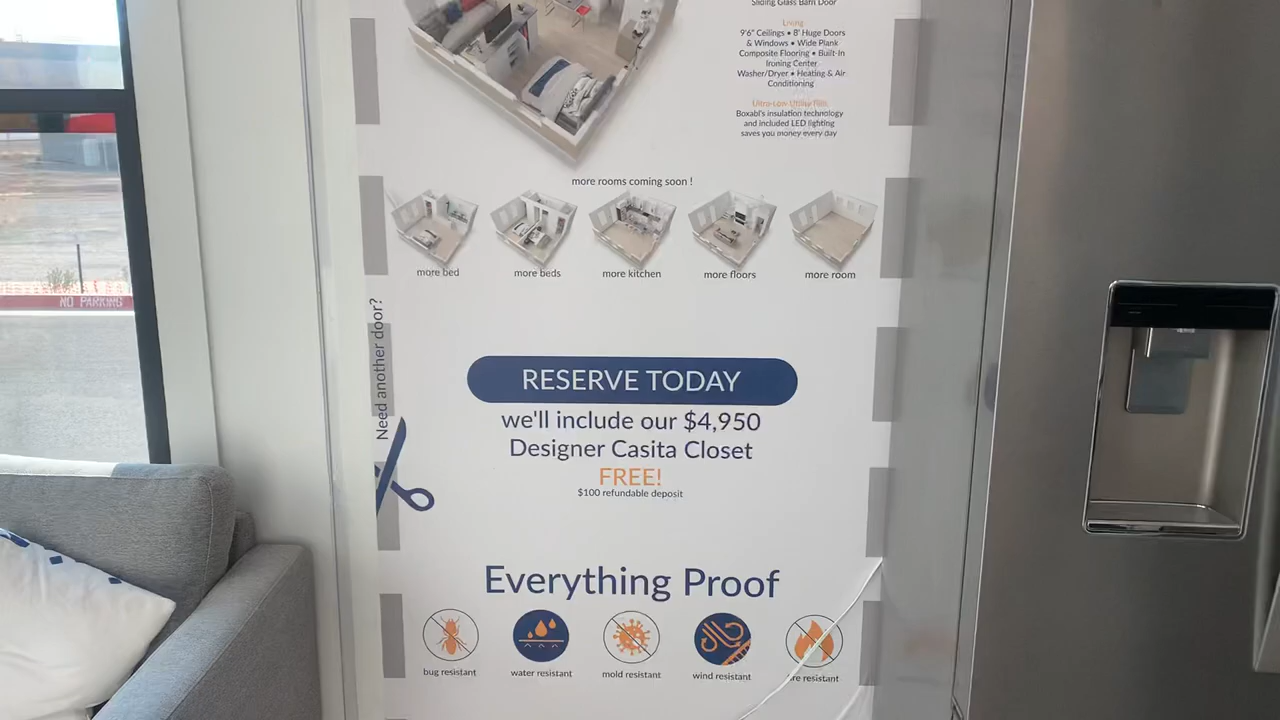 Sliding Glass Barn Door
Living
9'6" Ceilings • 8' Huge Doors
& Windows • Wide Plank
Composite Flooring • Built-In
Ironing Center
Washer/Dryer • Heating & Air
Conditioning
Ultra-Low Utility Bills
Boxabl's insulation technology
and included LED lighting
saves you money every day
more rooms coming soon !
more bed
more beds
more kitchen
more floors
more room
NO PARKING
Need another door?
RESERVE TODAY
we'll include our $4,950
Designer Casita Closet
FREE!
$100 refundable deposit
Everything Proof
bug resistant
water resistant
mold resistant
wind resistant
fire resistant